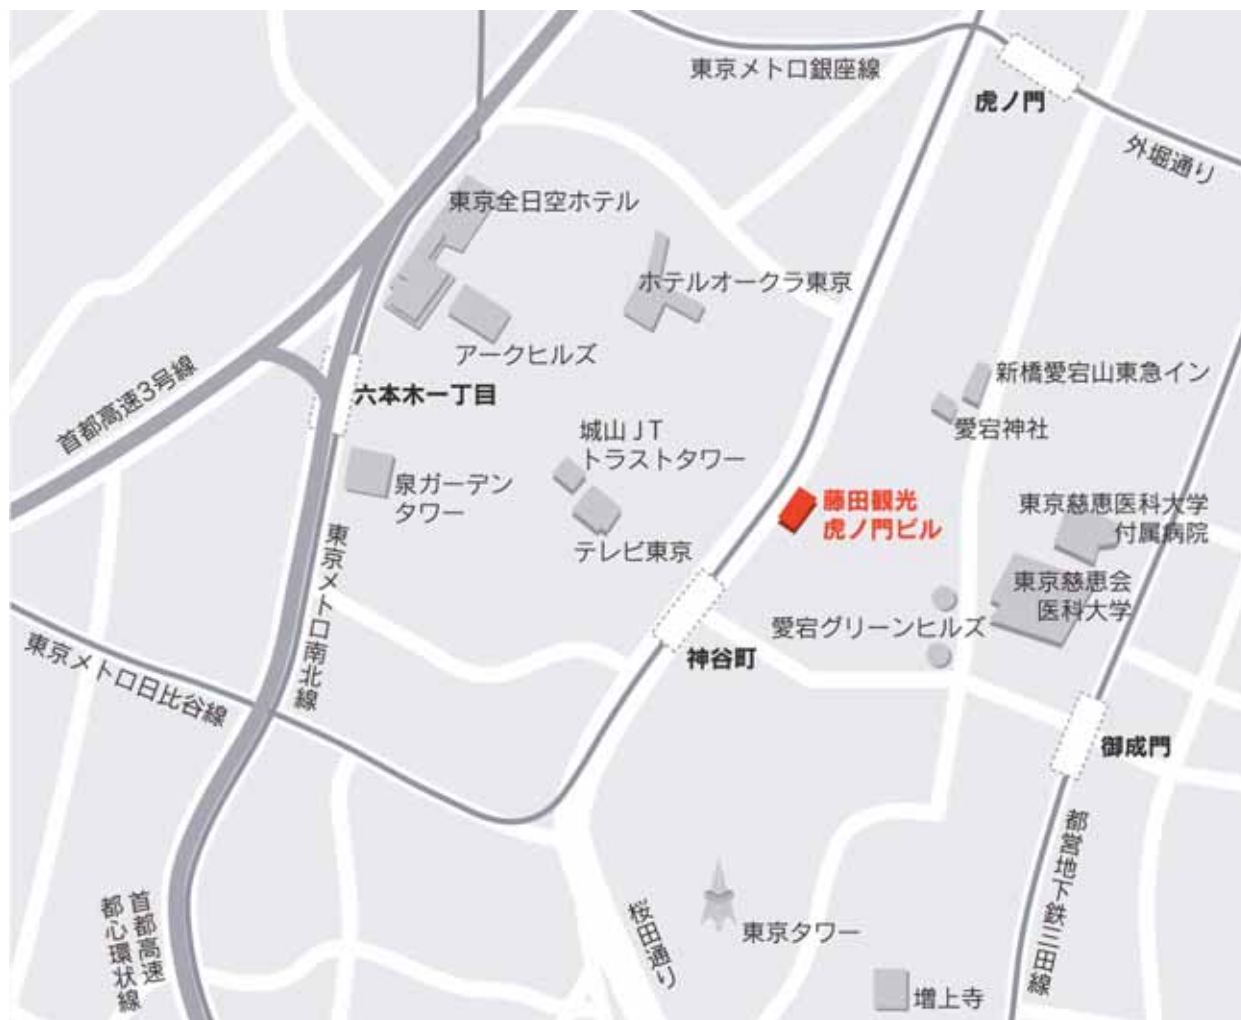 東京メトロ銀座線
虎ノ門
外堀通り
東京全日空ホテル
ホテルオークラ東京
アークヒルズ
首都高速3号線
六本木一丁目
新橋愛宕山東急イン
愛宕神社
城山JT
トラストタワー
泉ガーデン
タワー
テレビ東京
藤田観光
虎ノ門ビル
東京慈恵医科大学
付属病院
東京慈恵会
医科大学
愛宕グリーンヒルズ
東京メトロ南北線
東京メトロ日比谷線
神谷町
御成門
都営地下鉄三田線
首都高速
都心環状線
桜田通り
東京タワー
増上寺